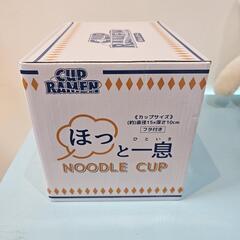 CUP
RAMEN
ほっと一息
ひといき
NOODLE CUP
《カップサイズ》
(約)直径15×深さ10cm
フタ付き